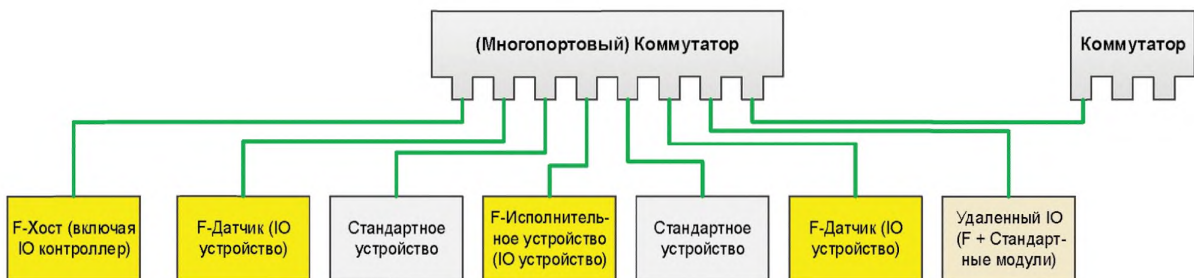 (Многопортовый) Коммутатор
Коммутатор
F-Хост (включая
IO контроллер)
F-Датчик (IO
устройство)
Стандартное
устройство
F-Исполнитель-
ное устройство
(IO устройство)
Стандартное
устройство
F-Датчик (IO
устройство)
Удаленный IO
(F + Стандарт-
ные модули)